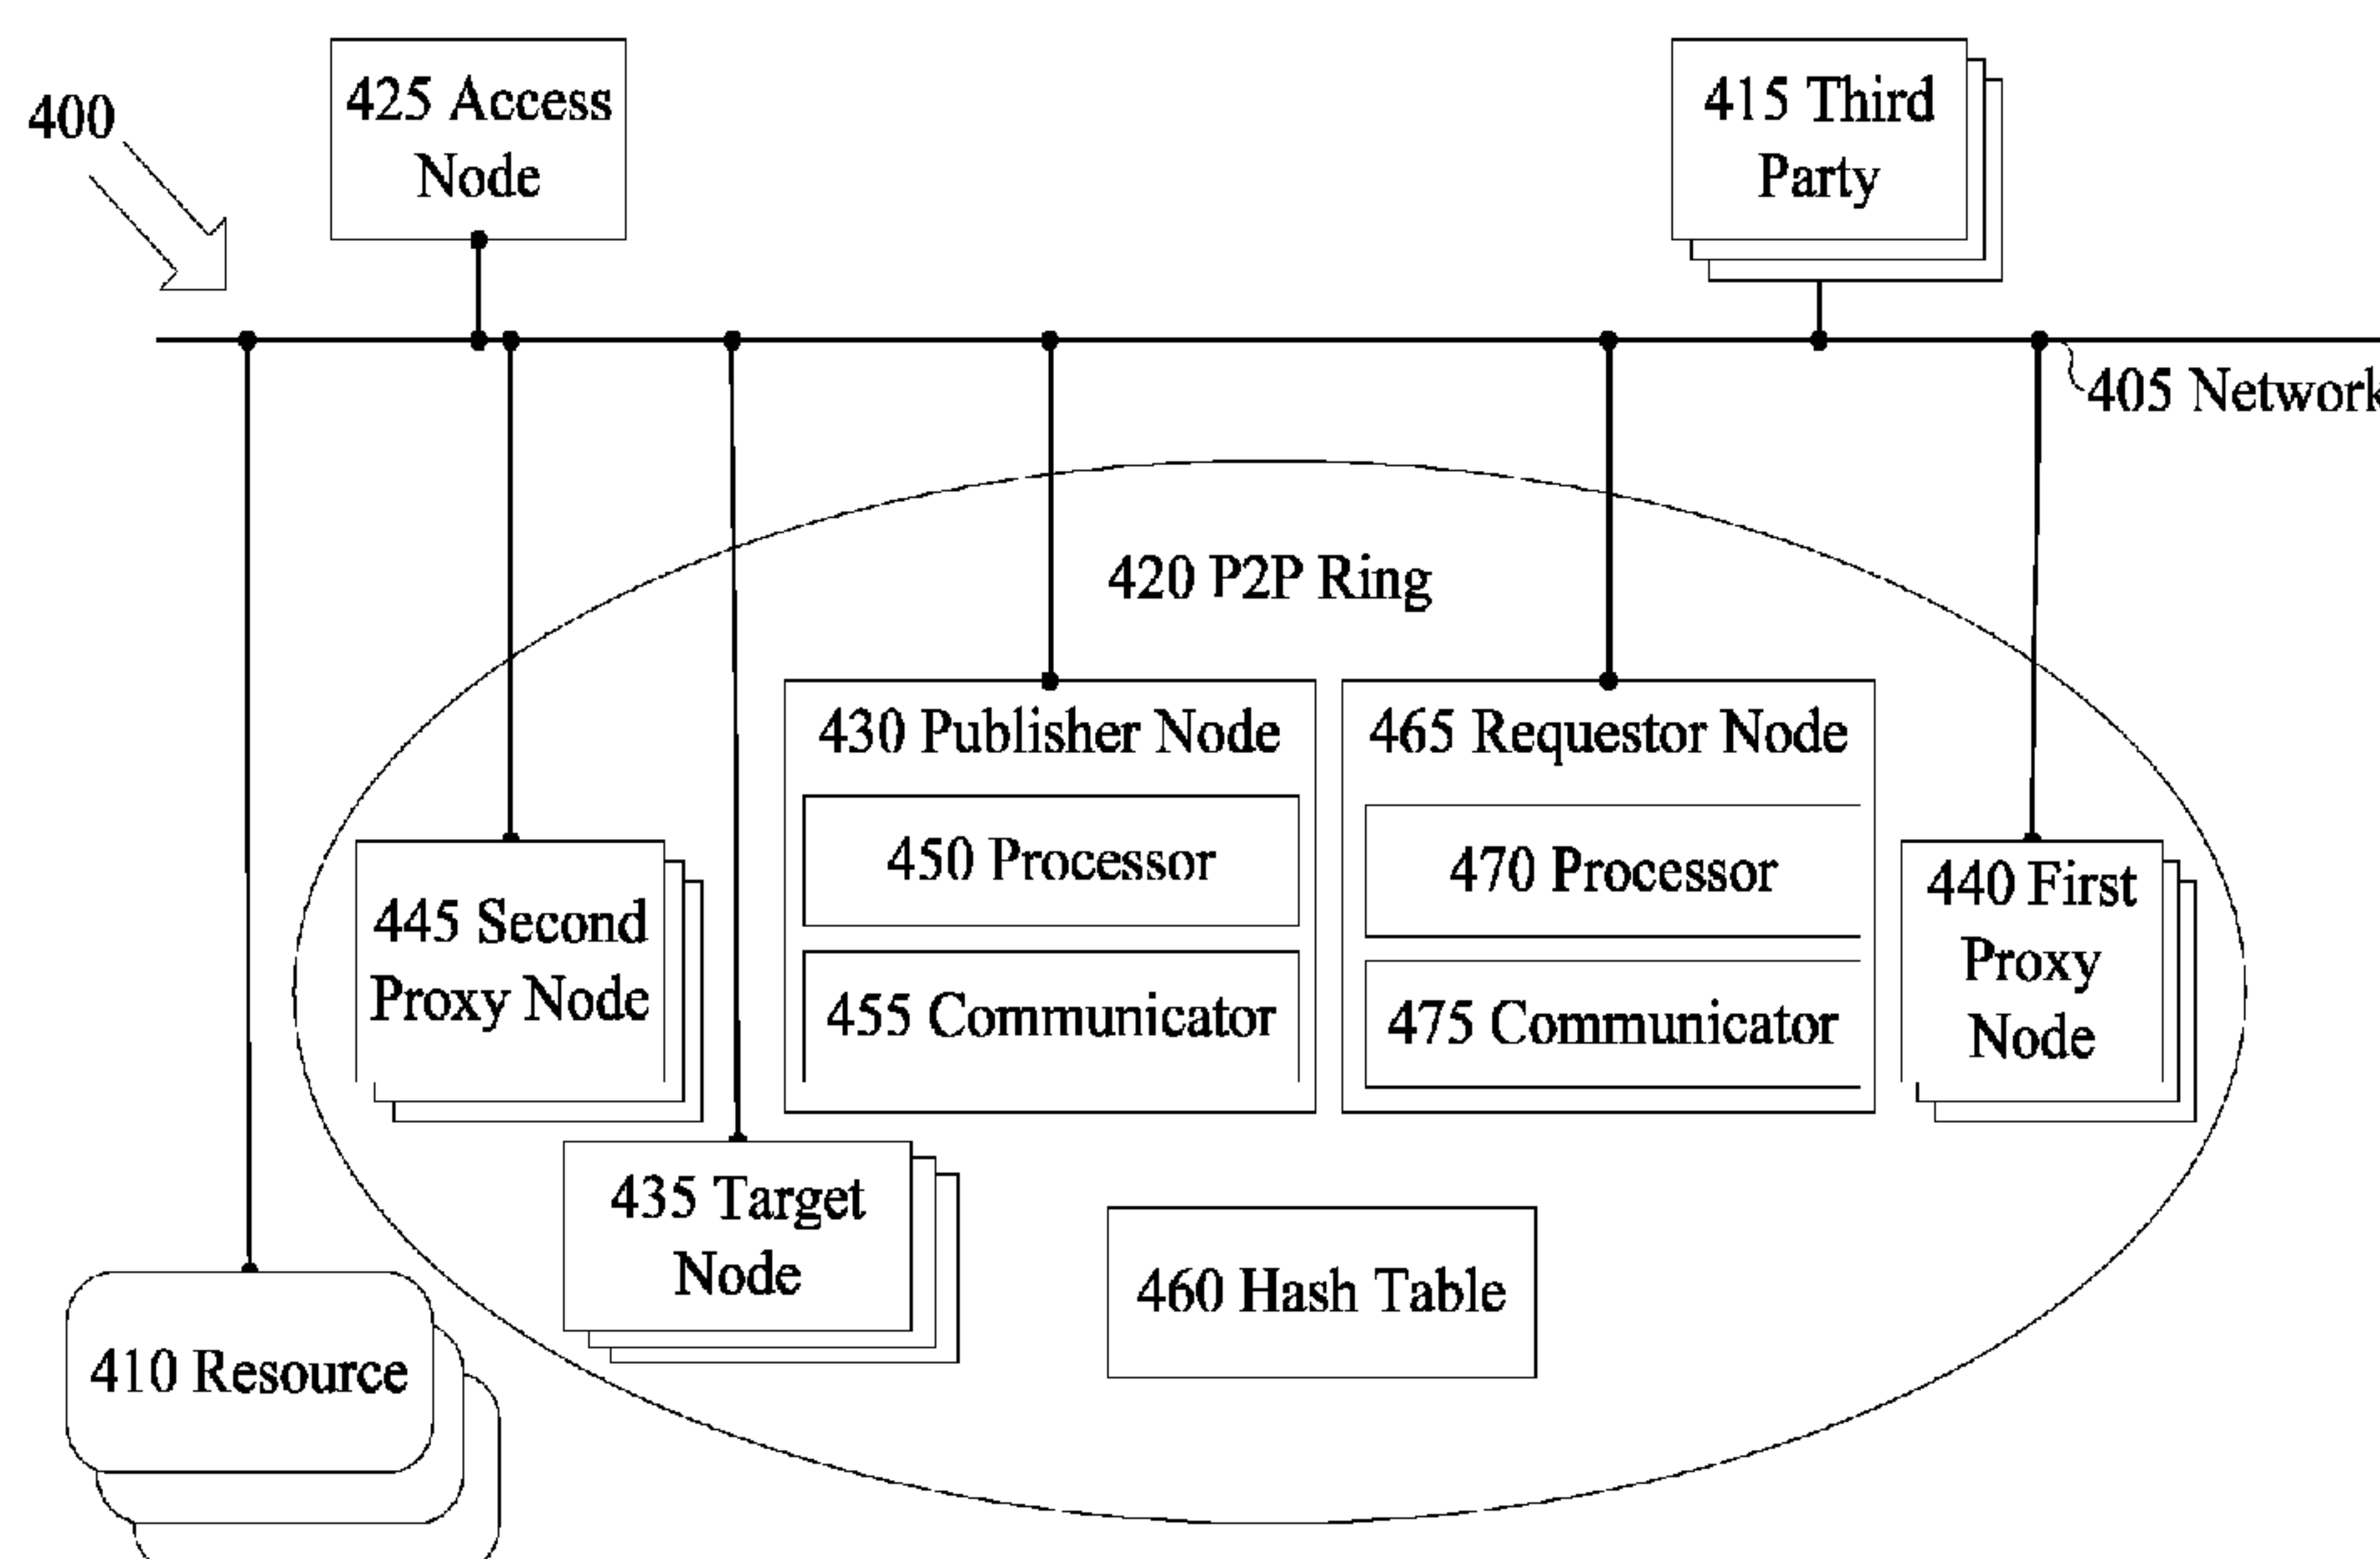 400
425 Access
Node
415 Third
Party
405 Network
420 P2P Ring
430 Publisher Node
450 Processor
455 Communicator
465 Requestor Node
470 Processor
475 Communicator
445 Second
Proxy Node
440 First
Proxy
Node
435 Target
Node
460 Hash Table
410 Resource